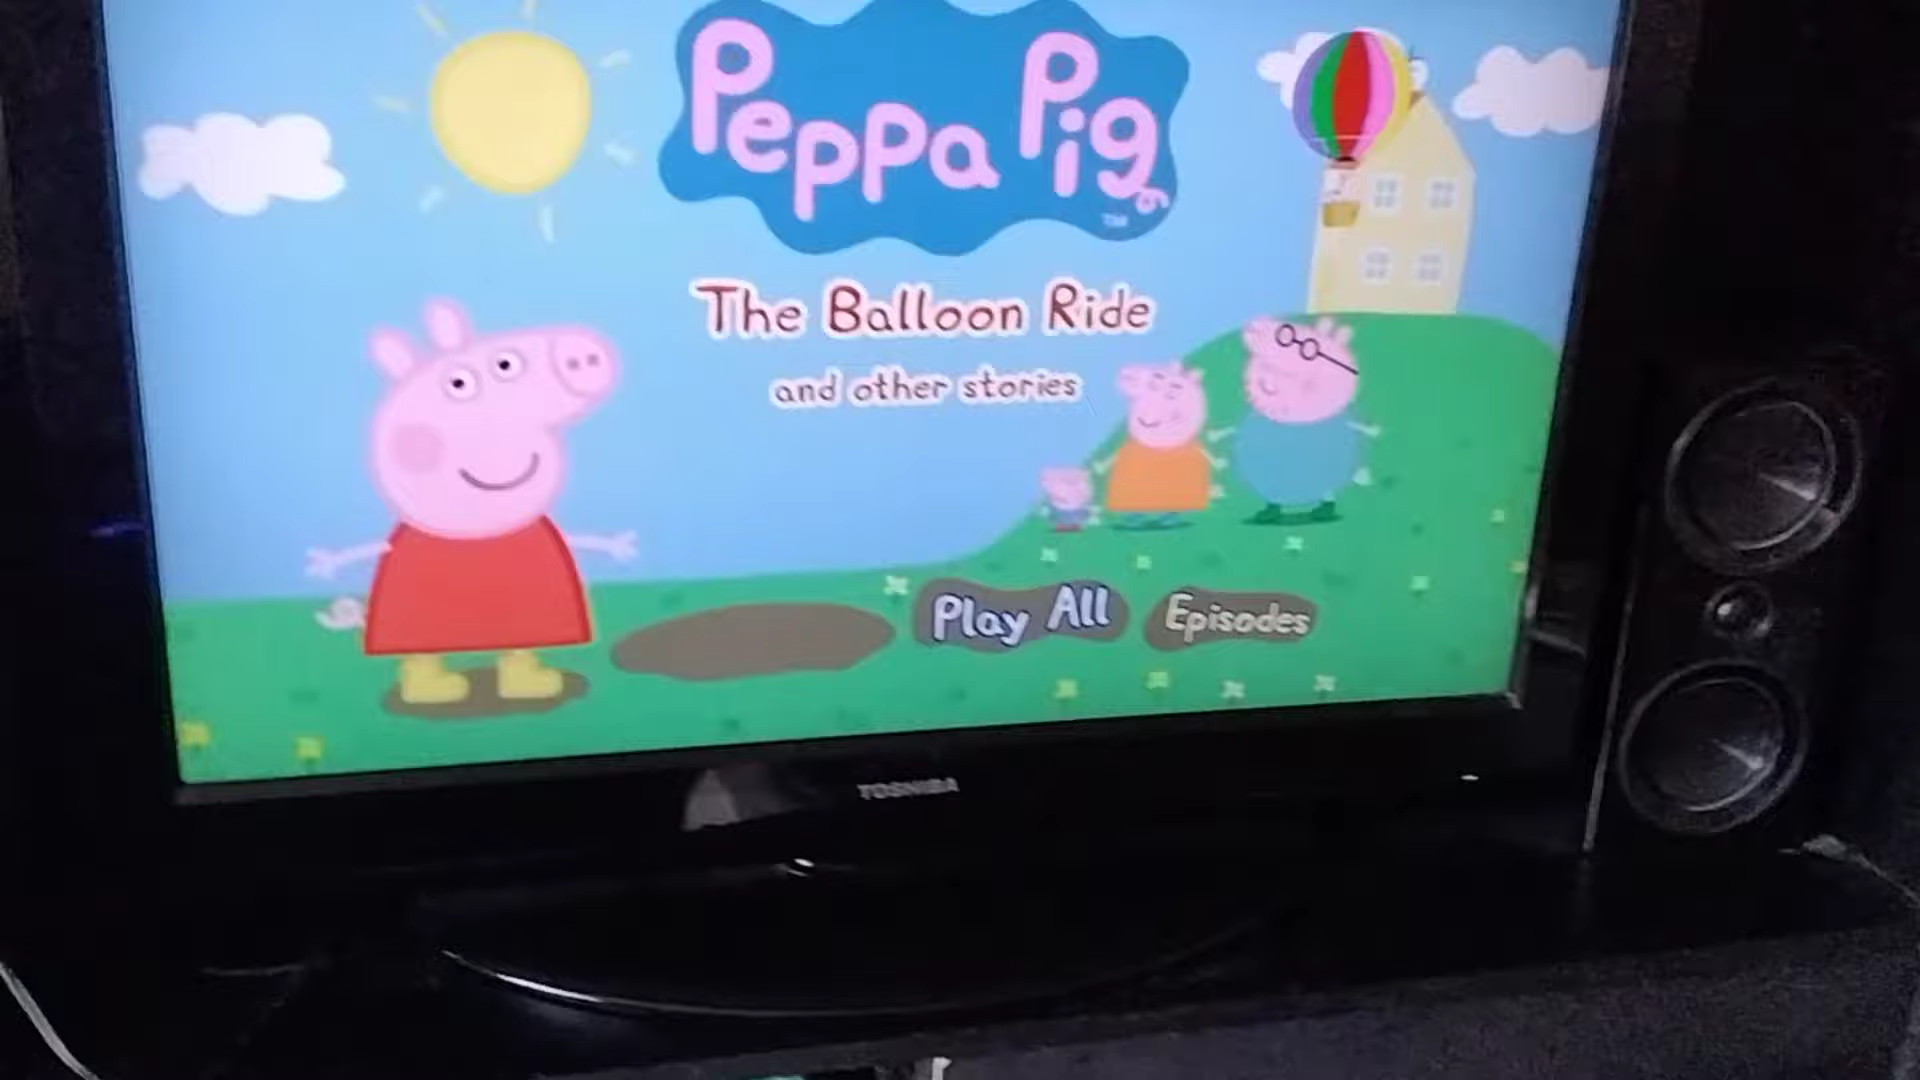 Peppa Pig
TM
The Balloon Ride
and other stories
Play All
Episodes
TOSHIBA